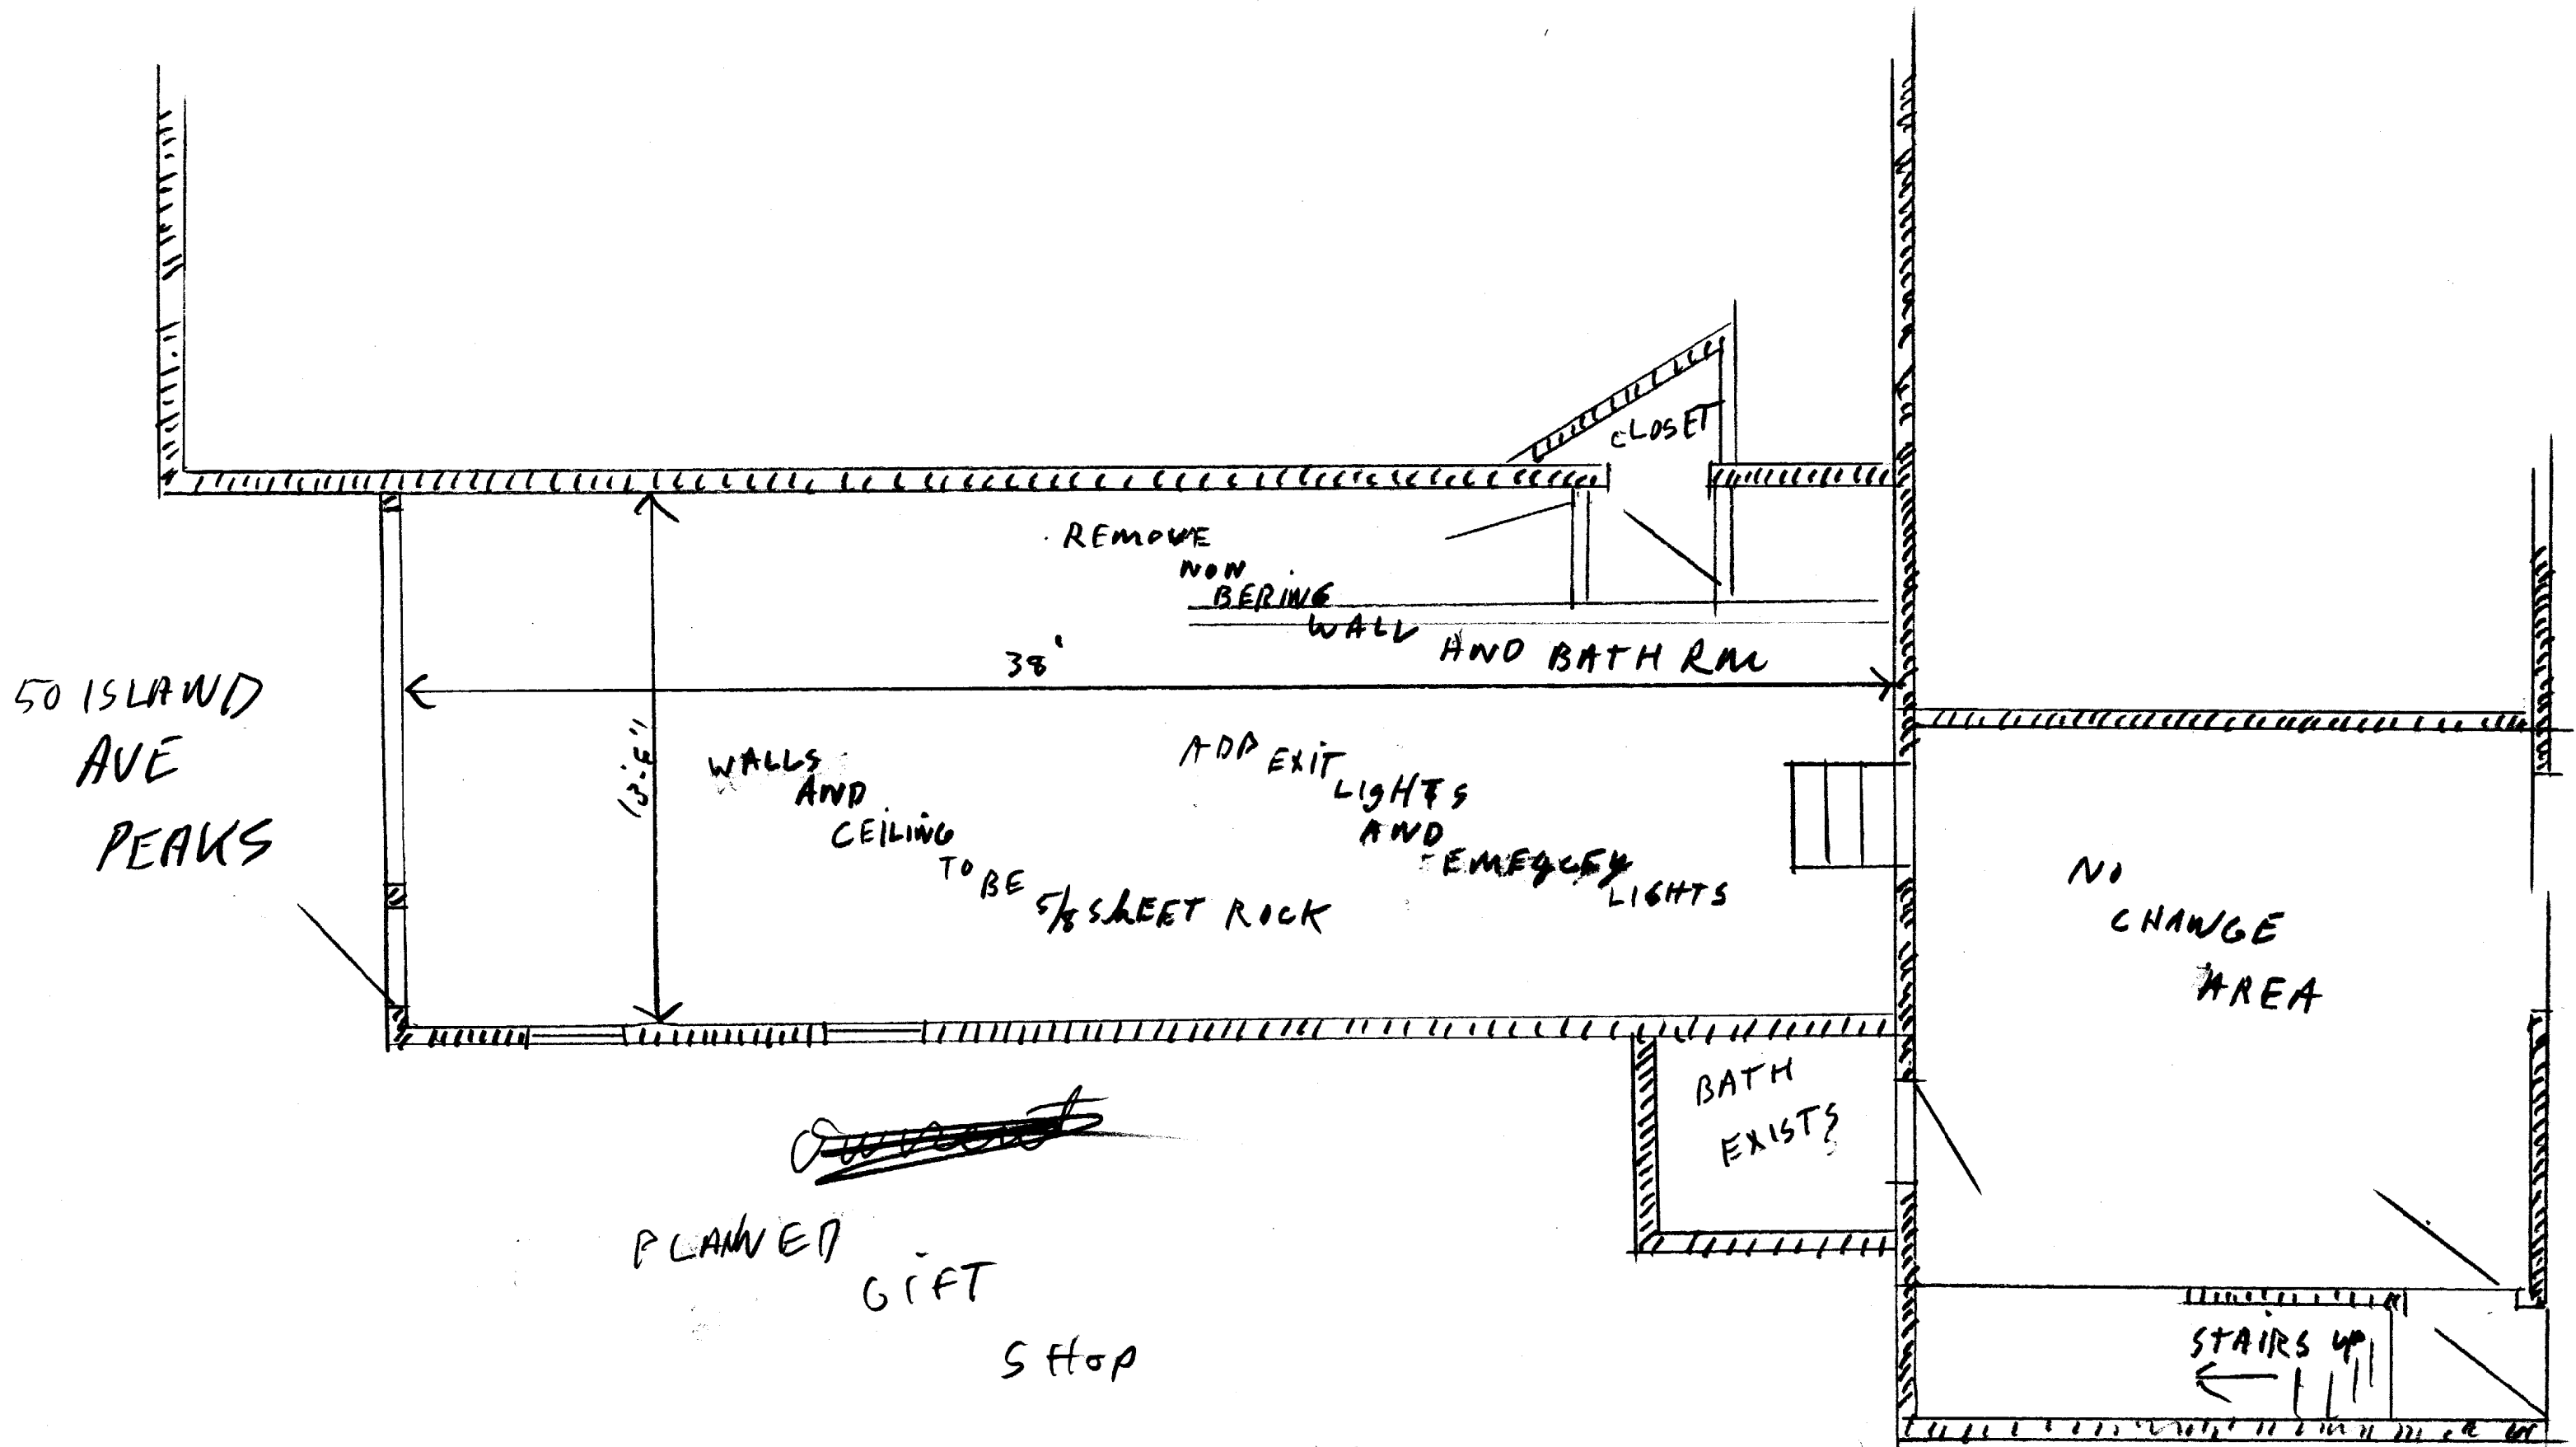 CLOSET
REMOVE
NON
BERING
WALL AND BATH RM
38'
50 ISLAND
AVE
PEAKS
13'-6"
WALLS
AND
CEILING
TO BE
5/8 SHEET ROCK
ADD EXIT
LIGHTS
AND
EMEGCEY
LIGHTS
NO
CHANGE
AREA
BATH
EXISTS
PLANNED
GIFT
SHOP
STAIRS UP